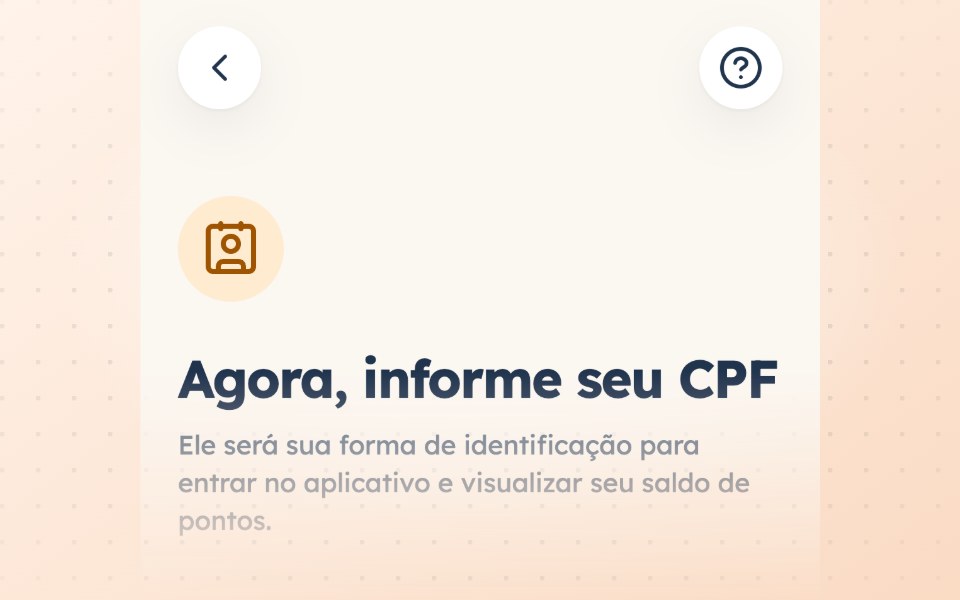 Agora, informe seu CPF
Ele será sua forma de identificação para
entrar no aplicativo e visualizar seu saldo de
pontos.